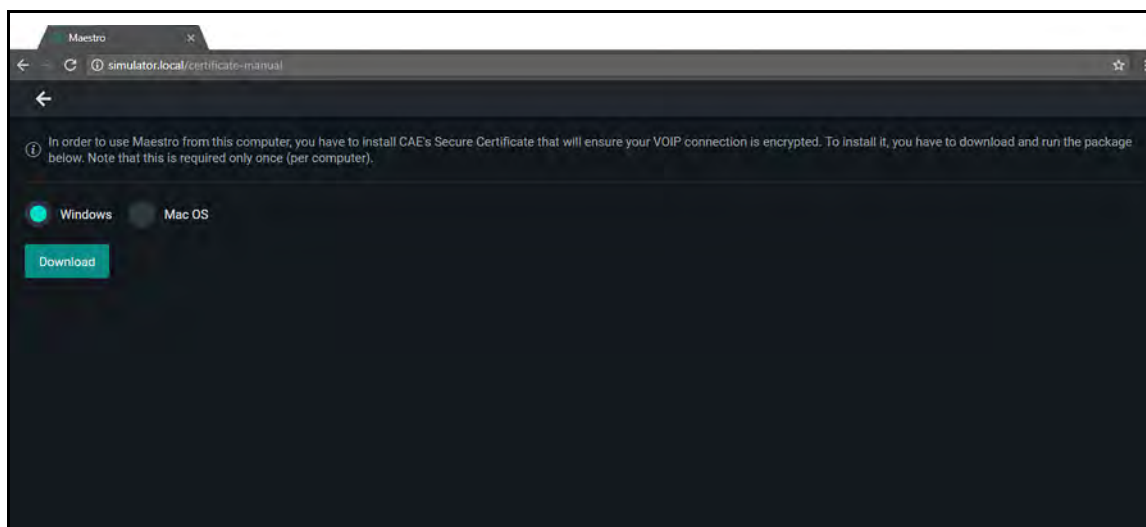 Maestro
simulator.local/certificate-manual
In order to use Maestro from this computer, you have to install CAE's Secure Certificate that will ensure your VOIP connection is encrypted. To install it, you have to download and run the package
below. Note that this is required only once (per computer).
Windows Mac OS
Download